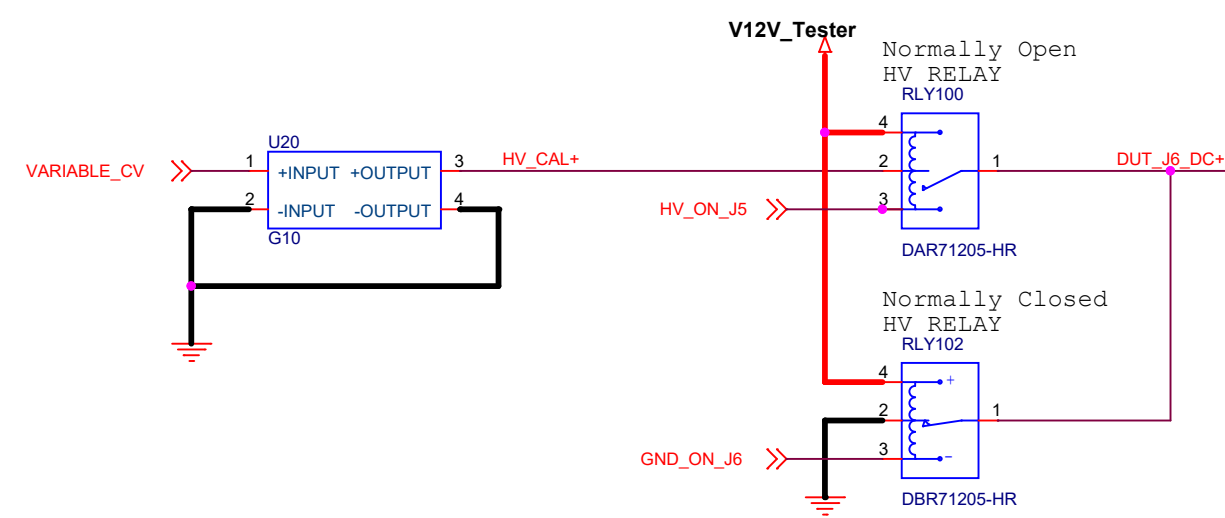 V12V_Tester
Normally Open
HV RELAY
RLY100
4
2
1
3
DAR71205-HR
U20
VARIABLE_CV
1
+INPUT +OUTPUT
3
HV_CAL+
2
-INPUT -OUTPUT
4
G10
HV_ON_J5
DUT_J6_DC+
Normally Closed
HV RELAY
RLY102
4
+
2
1
3
-
GND_ON_J6
DBR71205-HR